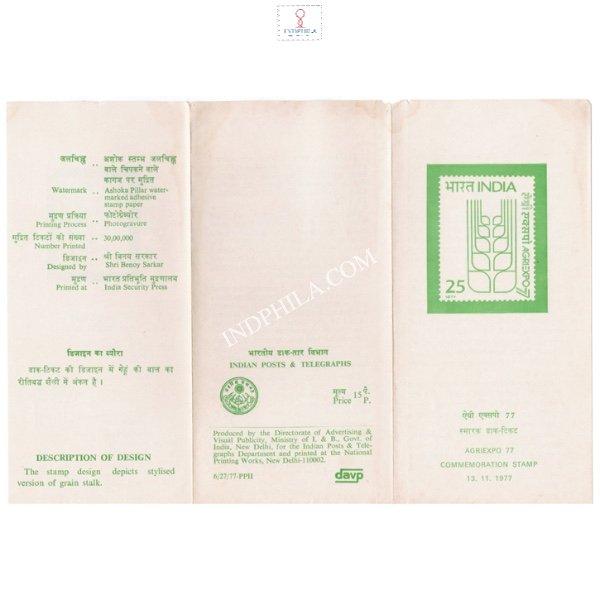 INDPHILA
जलचिह्न .. अशोक स्तम्भ जलचिह्न
वाले चिपकने वाले
कागज पर मुद्रित
Watermark .. Ashoka Pillar water-
marked adhesive
stamp paper
मुद्रण प्रक्रिया .. फोटोग्रेव्योर
Printing Process Photogravure
मुद्रित टिकटों की संख्या .. 30,00,000
Number Printed
डिजाइन .. श्री बिनय सरकार
Designed by Shri Benoy Sarkar
मुद्रण .. भारत प्रतिभूति मुद्रणालय
Printed at India Security Press
डिजाइन का ब्यौरा
डाक-टिकट की डिजाइन में गेहूं की बाल का
रीतिबद्ध शैली में अंकन है ।
DESCRIPTION OF DESIGN
The stamp design depicts stylised
version of grain stalk.
INDPHILA.COM
भारतीय डाक-तार विभाग
INDIAN POSTS & TELEGRAPHS
मूल्य 15 पै.
Price P.
Produced by the Directorate of Advertising &
Visual Publicity, Ministry of I. & B., Govt. of
India, New Delhi, for the Indian Posts & Tele-
graphs Department and printed at the National
Printing Works, New Delhi-110002.
6/27/77-PPII
davp
भारत INDIA
एग्री एक्सपो AGRIEXPO 77
25
1977
ऐग्री एक्सपो 77
स्मारक डाक-टिकट
AGRIEXPO 77
COMMEMORATION STAMP
13. 11. 1977